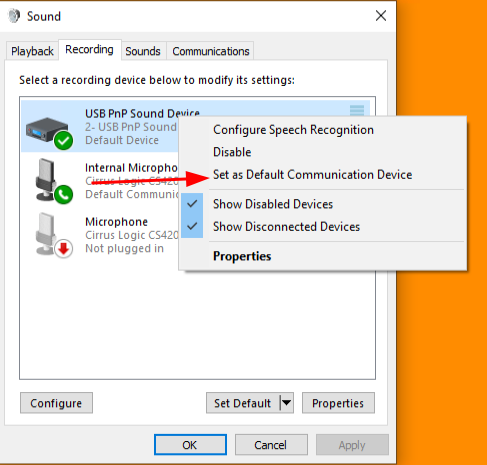 Sound
Playback Recording Sounds Communications
Select a recording device below to modify its settings:
USB PnP Sound Device
2- USB PnP Sound
Default Device
Configure Speech Recognition
Disable
Internal Micropho
Cirrus Logic CS420
Set as Default Communication Device
Default Communic
Show Disabled Devices
Microphone
Cirrus Logic CS420
Show Disconnected Devices
Not plugged in
Properties
Configure Set Default Properties
OK Cancel Apply